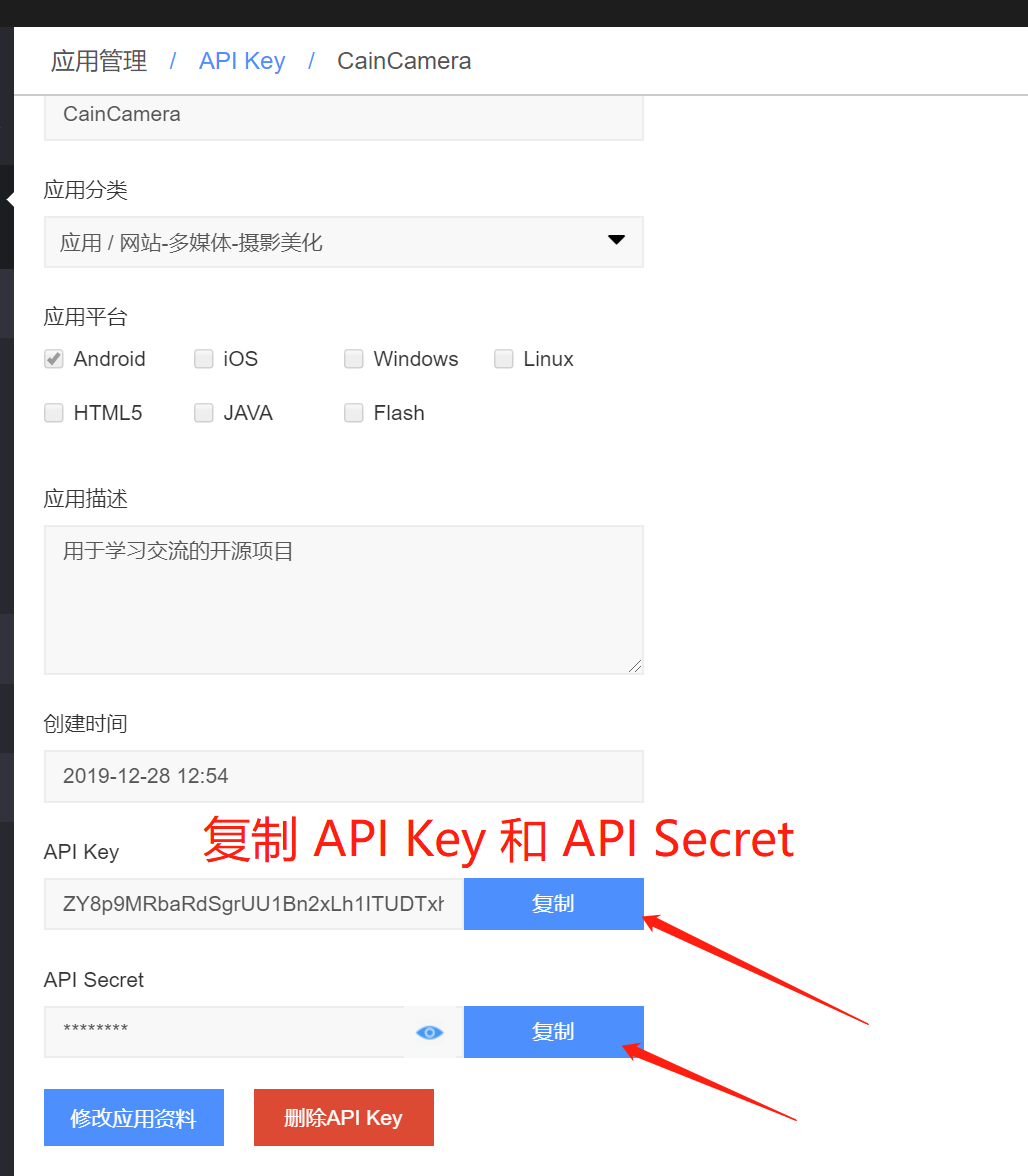 应用管理 / API Key / CainCamera
CainCamera
应用分类
应用 / 网站-多媒体-摄影美化
应用平台
Android iOS Windows Linux
HTML5 JAVA Flash
应用描述
用于学习交流的开源项目
创建时间
2019-12-28 12:54
复制 API Key 和 API Secret
API Key
ZY8p9MRbaRdSgrUU1Bn2xLh1ITUDTxh 复制
API Secret
******** 复制
修改应用资料 删除API Key